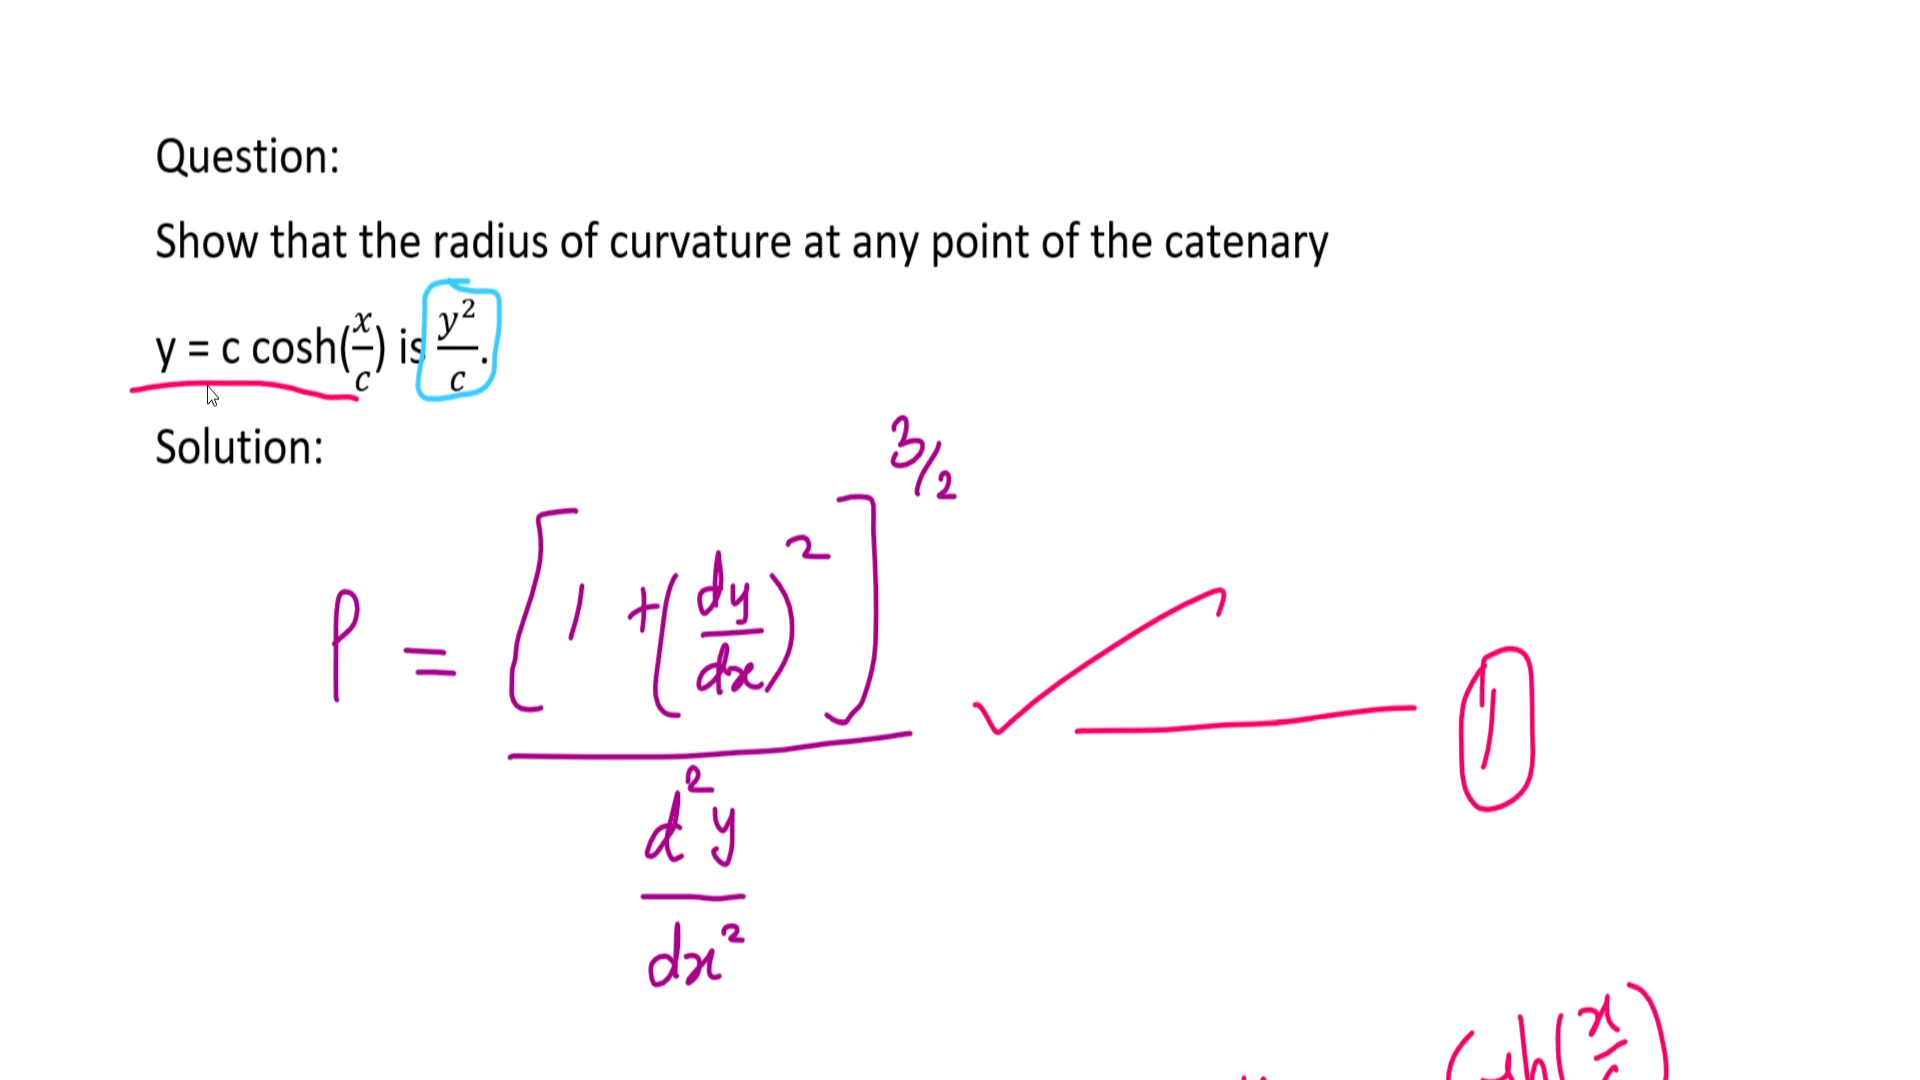 Question:
Show that the radius of curvature at any point of the catenary
y = c cosh(x/c) is y²/c.
Solution:
ρ = [1 + (dy/dx)²]^3/2 / d²y/dx² ✓ — ①
(x/c)